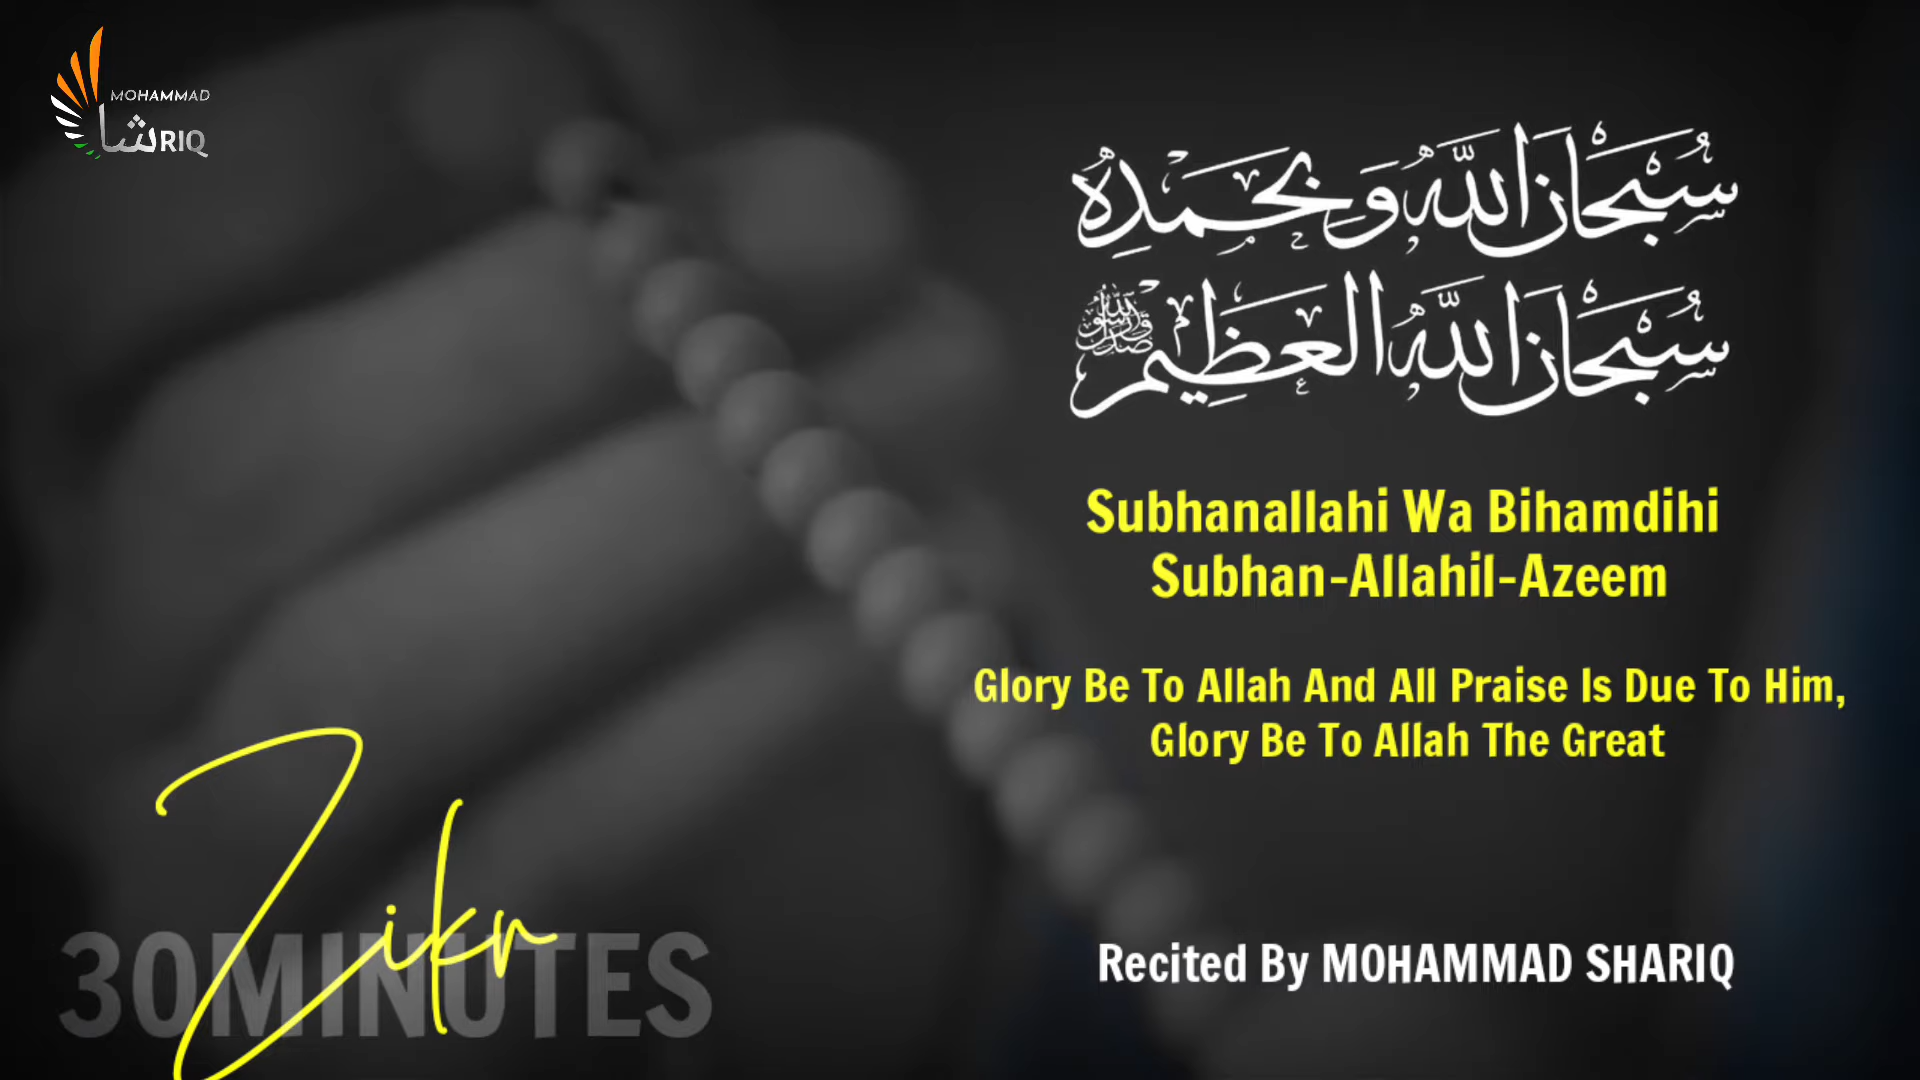 MOHAMMAD
شاRIQ
سُبْحَانَ اللَّهِ وَبِحَمْدِهِ
سُبْحَانَ اللَّهِ الْعَظِيمِ
Subhanallahi Wa Bihamdihi
Subhan-Allahil-Azeem
Glory Be To Allah And All Praise Is Due To Him,
Glory Be To Allah The Great
Zikr
30MINUTES
Recited By MOHAMMAD SHARIQ